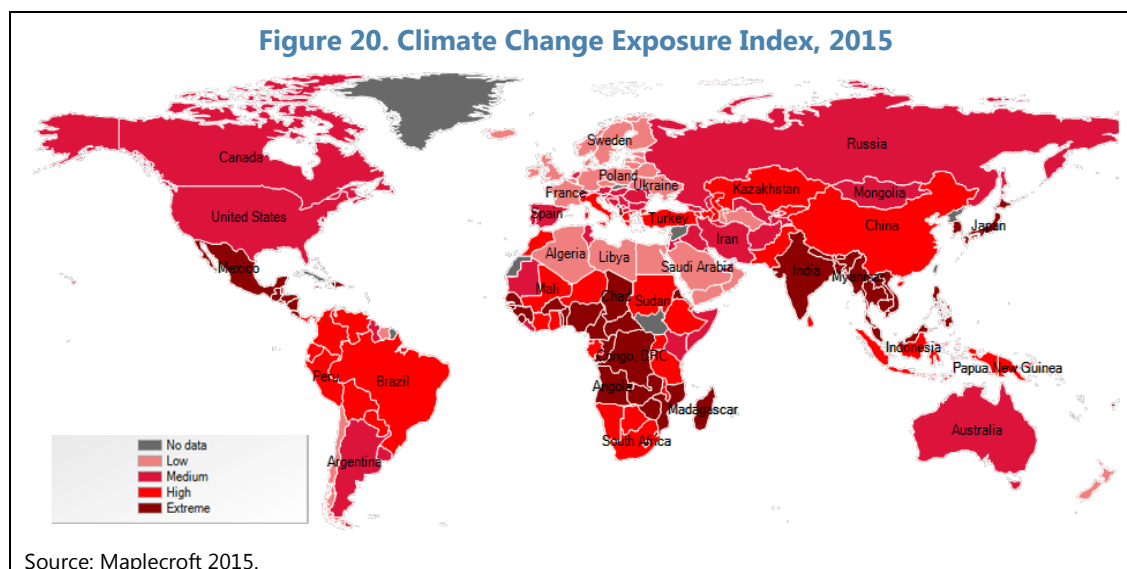 Figure 20. Climate Change Exposure Index, 2015
Sweden
Canada
Russia
Poland
Ukraine
France
Kazakhstan
Mongolia
United States
Spain
Turkey
China
Japan
Iran
Algeria
Libya
Mexico
Saudi Arabia
India
Myanmar
Mali
Chad
Sudan
Indonesia
Congo, DRC
Papua New Guinea
Peru
Brazil
Angola
Madagascar
Australia
South Africa
Argentina
No data
Low
Medium
High
Extreme
Source: Maplecroft 2015.